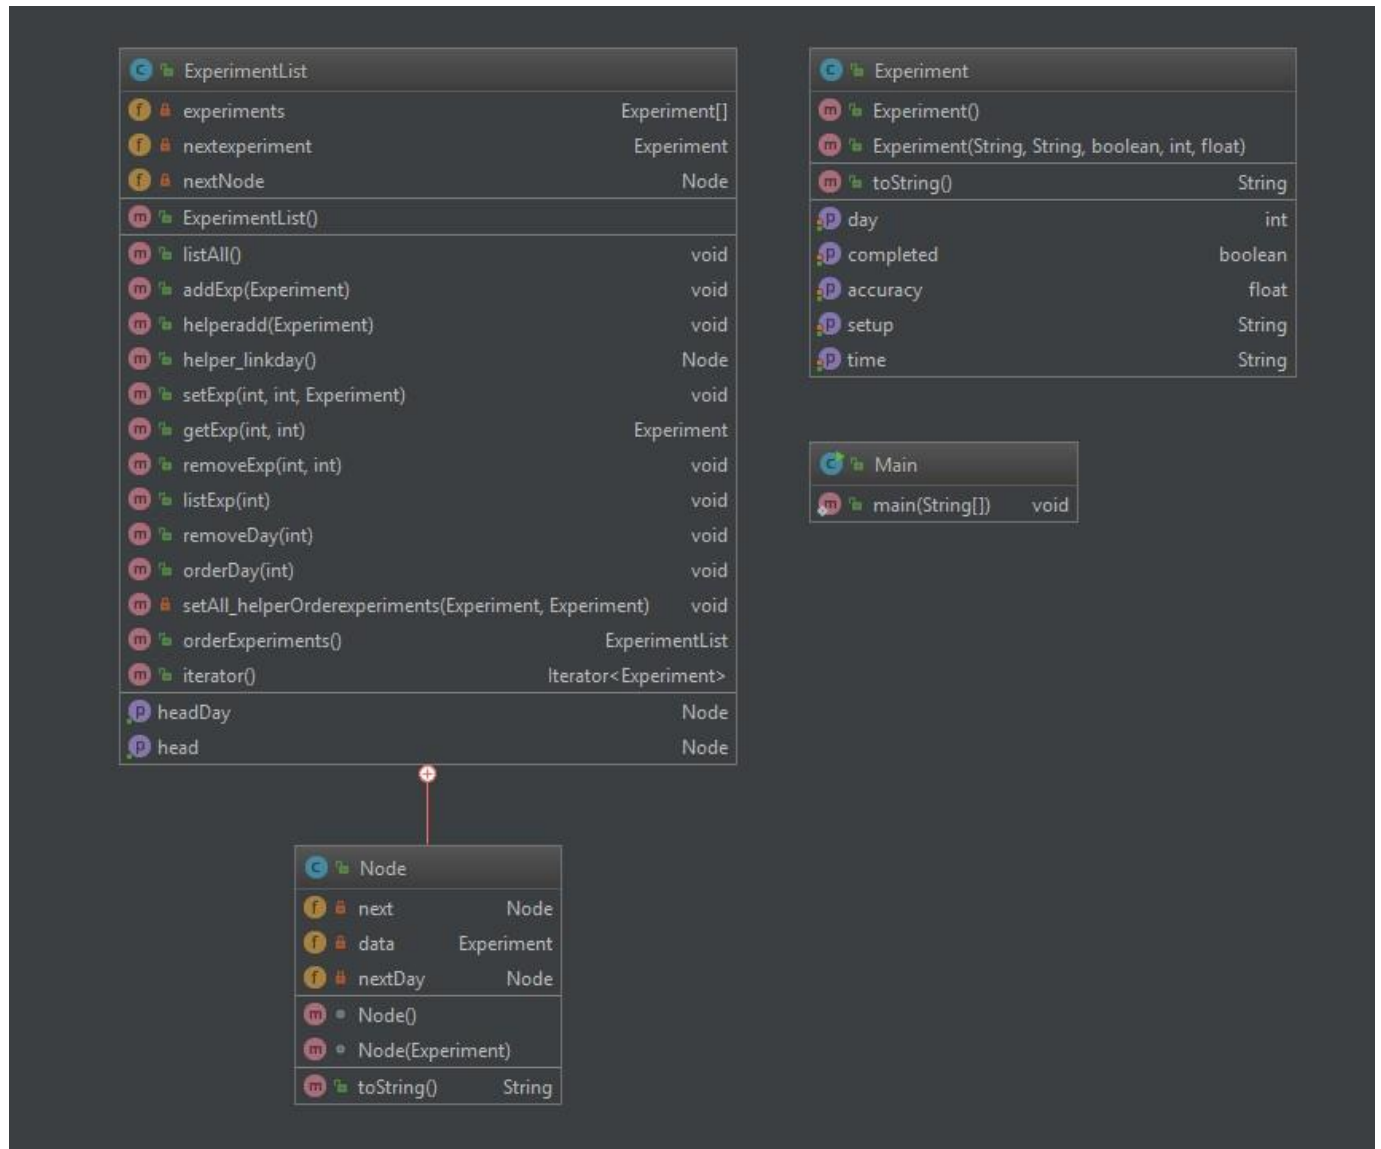 ExperimentList
experiments Experiment[]
nextexperiment Experiment
nextNode Node
ExperimentList()
listAll() void
addExp(Experiment) void
helperadd(Experiment) void
helper_linkday() Node
setExp(int, int, Experiment) void
getExp(int, int) Experiment
removeExp(int, int) void
listExp(int) void
removeDay(int) void
orderDay(int) void
setAll_helperOrderexperiments(Experiment, Experiment) void
orderExperiments() ExperimentList
iterator() Iterator<Experiment>
headDay Node
head Node
Experiment
Experiment()
Experiment(String, String, boolean, int, float)
toString() String
day int
completed boolean
accuracy float
setup String
time String
Main
main(String[]) void
Node
next Node
data Experiment
nextDay Node
Node()
Node(Experiment)
toString() String